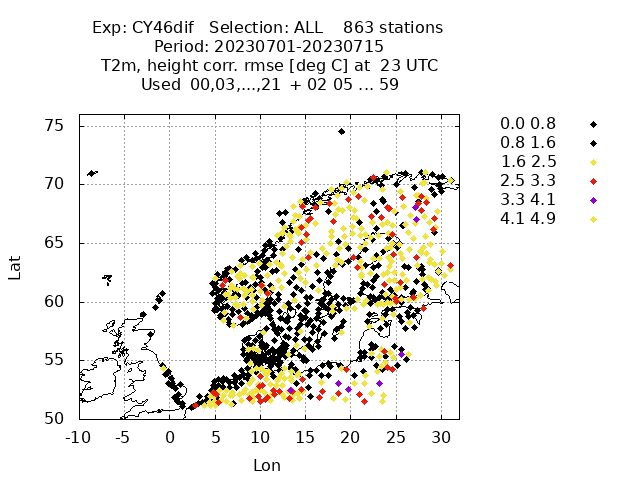 Exp: CY46dif   Selection: ALL    863 stations
Period: 20230701-20230715
T2m, height corr. rmse [deg C] at  23 UTC
Used  00,03,...,21  + 02 05 ... 59
0.0 0.8
0.8 1.6
1.6 2.5
2.5 3.3
3.3 4.1
4.1 4.9
75
70
65
60
55
50
Lat
-10 -5 0 5 10 15 20 25 30
Lon